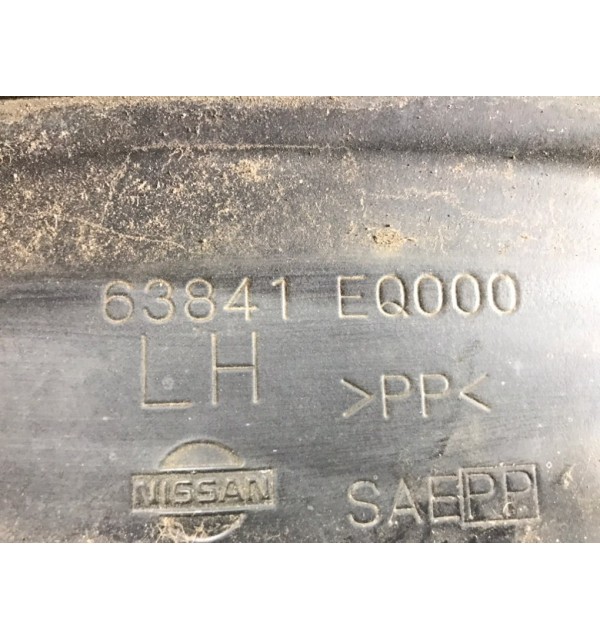 63841 EQ000
LH >PP<
NISSAN SAEPP